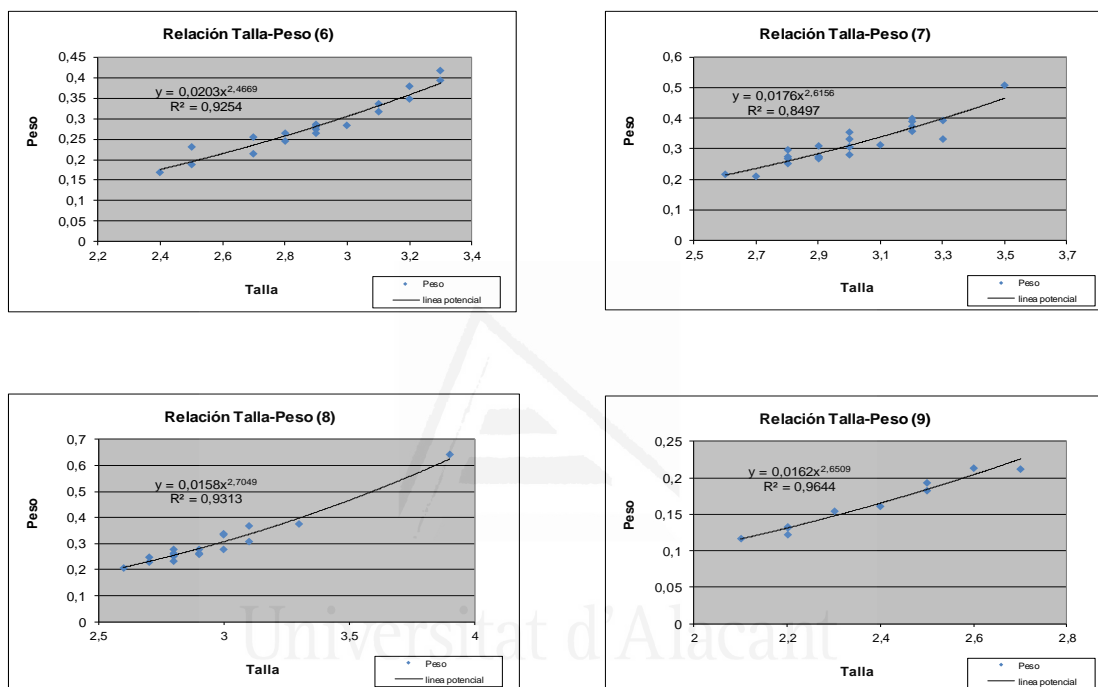 Relación Talla-Peso (6)
0,45
0,4
0,35
0,3
0,25
0,2
0,15
0,1
0,05
0
Peso
y = 0,0203x^2,4669
R² = 0,9254
2,2 2,4 2,6 2,8 3 3,2 3,4
Talla
Peso
linea potencial
Relación Talla-Peso (7)
0,6
0,5
0,4
0,3
0,2
0,1
0
Peso
y = 0,0176x^2,6156
R² = 0,8497
2,5 2,7 2,9 3,1 3,3 3,5 3,7
Talla
Peso
linea potencial
Relación Talla-Peso (8)
0,7
0,6
0,5
0,4
0,3
0,2
0,1
0
Peso
y = 0,0158x^2,7049
R² = 0,9313
2,5 3 3,5 4
Talla
Peso
linea potencial
Relación Talla-Peso (9)
0,25
0,2
0,15
0,1
0,05
0
Peso
y = 0,0162x^2,6509
R² = 0,9644
2 2,2 2,4 2,6 2,8
Talla
Peso
linea potencial
Universitat d'Alacant